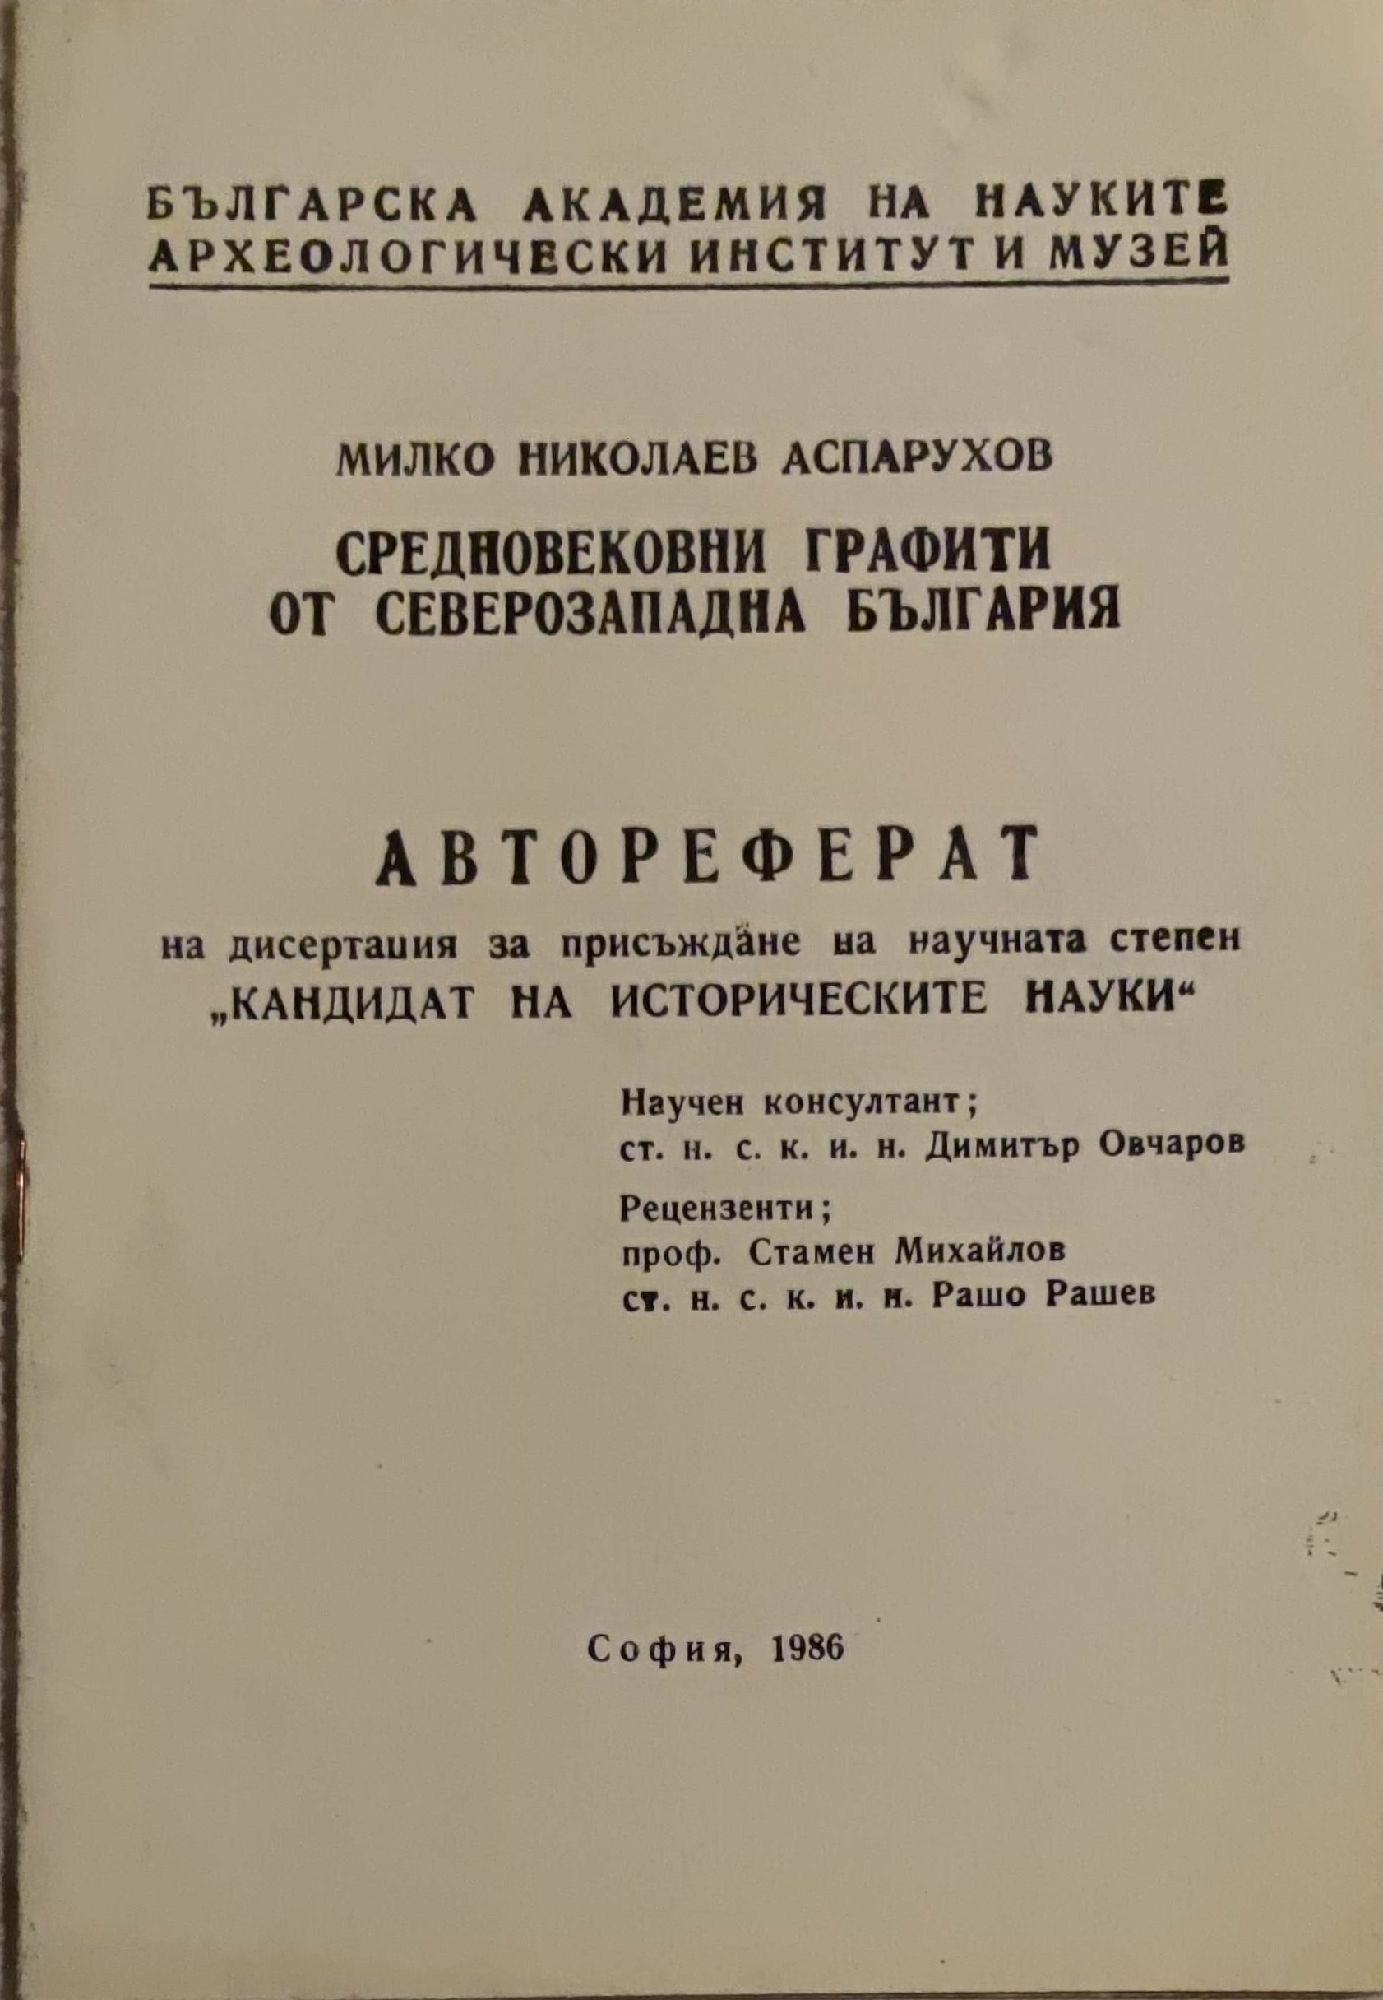 БЪЛГАРСКА АКАДЕМИЯ НА НАУКИТЕ
АРХЕОЛОГИЧЕСКИ ИНСТИТУТ И МУЗЕЙ
МИЛКО НИКОЛАЕВ АСПАРУХОВ
СРЕДНОВЕКОВНИ ГРАФИТИ
ОТ СЕВЕРОЗАПАДНА БЪЛГАРИЯ
АВТОРЕФЕРАТ
на дисертация за присъждане на научната степен
„КАНДИДАТ НА ИСТОРИЧЕСКИТЕ НАУКИ“
Научен консултант;
ст. н. с. к. и. н. Димитър Овчаров
Рецензенти;
проф. Стамен Михайлов
ст. н. с. к. и. н. Рашо Рашев
София, 1986